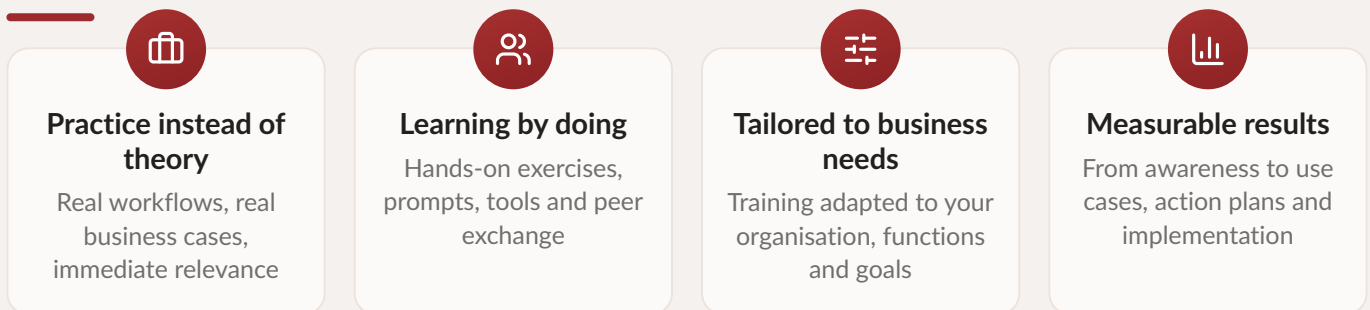 Practice instead of
theory
Real workflows, real
business cases,
immediate relevance
Learning by doing
Hands-on exercises,
prompts, tools and peer
exchange
Tailored to business
needs
Training adapted to your
organisation, functions
and goals
Measurable results
From awareness to use
cases, action plans and
implementation